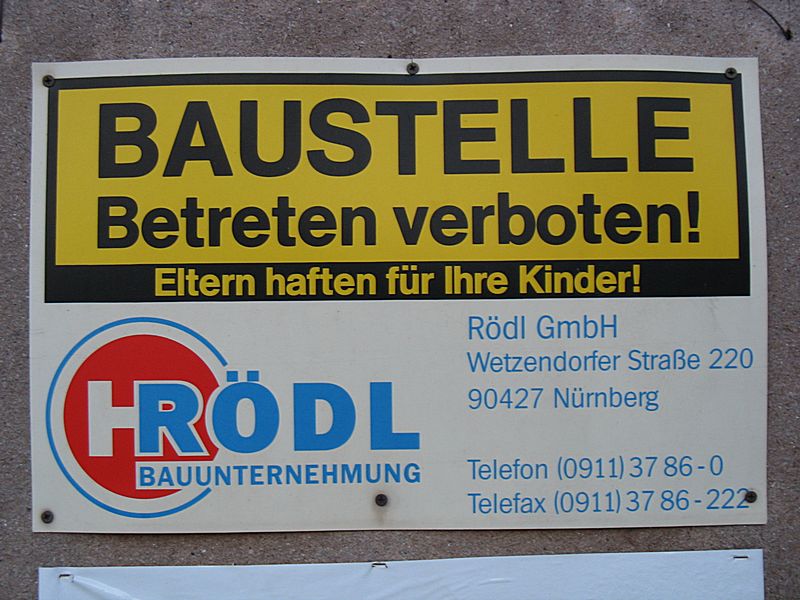 BAUSTELLE
Betreten verboten!
Eltern haften für Ihre Kinder!
HRÖDL
BAUUNTERNEHMUNG
Rödl GmbH
Wetzendorfer Straße 220
90427 Nürnberg
Telefon (0911) 37 86-0
Telefax (0911) 37 86-222